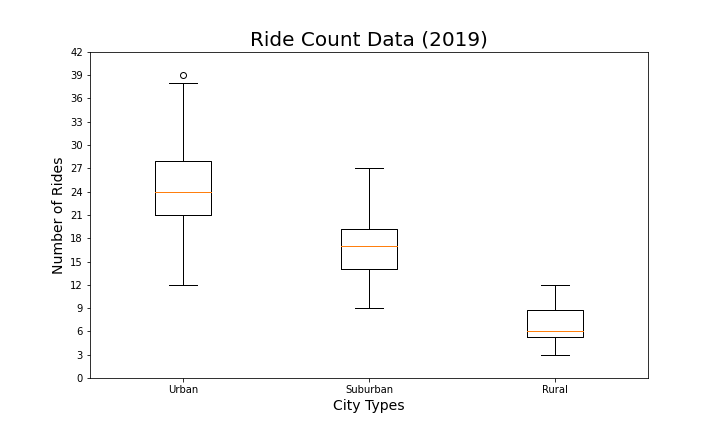 Ride Count Data (2019)
Number of Rides
42
39
36
33
30
27
24
21
18
15
12
9
6
3
0
Urban
Suburban
Rural
City Types